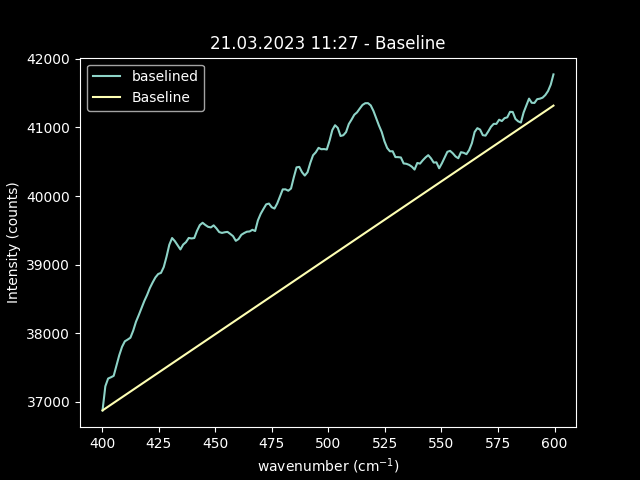 21.03.2023 11:27 - Baseline
baselined
Baseline
42000
41000
40000
39000
38000
37000
Intensity (counts)
400 425 450 475 500 525 550 575 600
wavenumber (cm⁻¹)